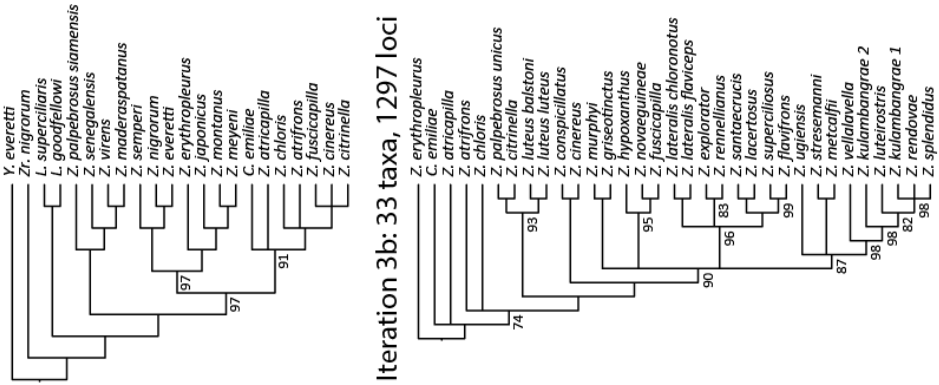 Y. everetti
Zr. nigrorum
L. superciliaris
L. goodfellowi
Z. palpebrosus siamensis
Z. senegalensis
Z. virens
Z. maderaspatanus
Z. semperi
Z. nigrorum
Z. everetti
Z. erythropleurus
Z. japonicus
Z. montanus
Z. meyeni
C. emiliae
Z. atricapilla
Z. chloris
Z. atrifrons
Z. fuscicapilla
Z. cinereus
Z. citrinella
97
97
91
Iteration 3b: 33 taxa, 1297 loci
Z. erythropleurus
C. emiliae
Z. atricapilla
Z. atrifrons
Z. chloris
Z. palpebrosus unicus
Z. citrinella
Z. luteus balstoni
Z. luteus luteus
Z. conspicillatus
Z. cinereus
Z. murphyi
Z. griseotinctus
Z. hypoxanthus
Z. novaeguineae
Z. fuscicapilla
Z. lateralis chloronotus
Z. lateralis flaviceps
Z. explorator
Z. rennellianus
Z. santaecrucis
Z. lacertosus
Z. superciliosus
Z. flavifrons
Z. ugiensis
Z. stresemanni
Z. metcalfii
Z. vellalavella
Z. kulambangrae 2
Z. luteirostris
Z. kulambangrae 1
Z. rendovae
Z. splendidus
74
93
95
90
96
83
99
87
98
98
82
98